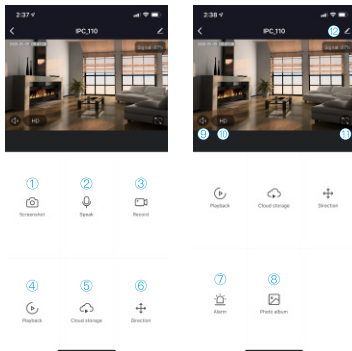 2:37
IPC_110
Signal
HD
①
②
③
Screenshot
Speak
Record
④
⑤
⑥
Playback
Cloud storage
Direction
2:38
IPC_110
⑫
Signal
HD
⑨
⑩
⑪
Playback
Cloud storage
Direction
⑦
⑧
Alarm
Photo album